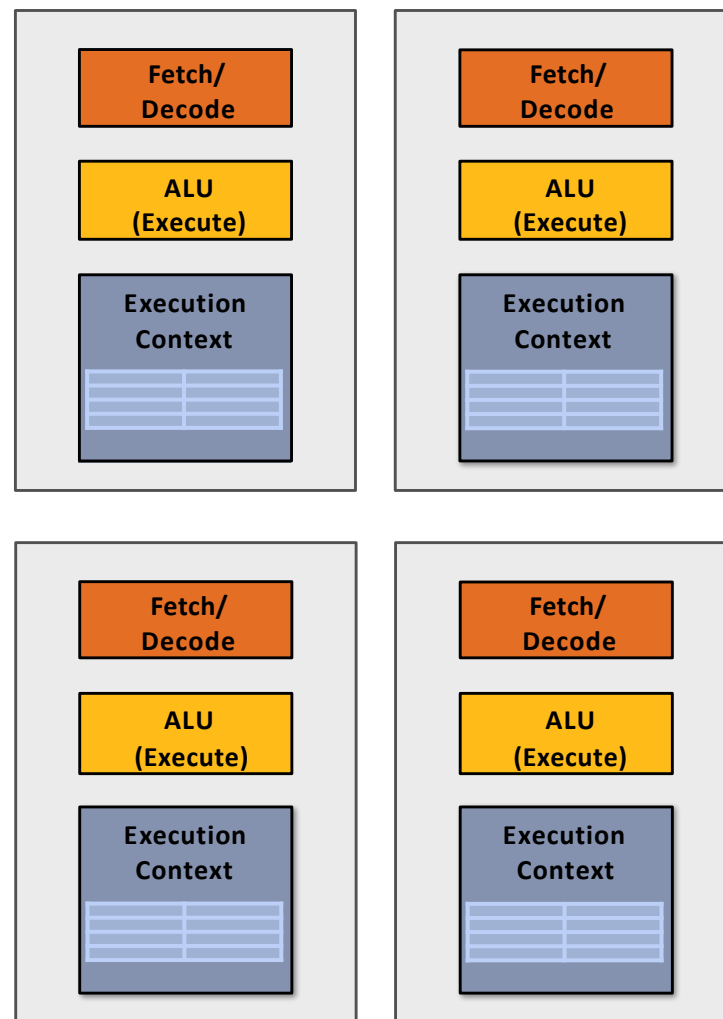 Fetch/
Decode
ALU
(Execute)
Execution
Context
Fetch/
Decode
ALU
(Execute)
Execution
Context
Fetch/
Decode
ALU
(Execute)
Execution
Context
Fetch/
Decode
ALU
(Execute)
Execution
Context